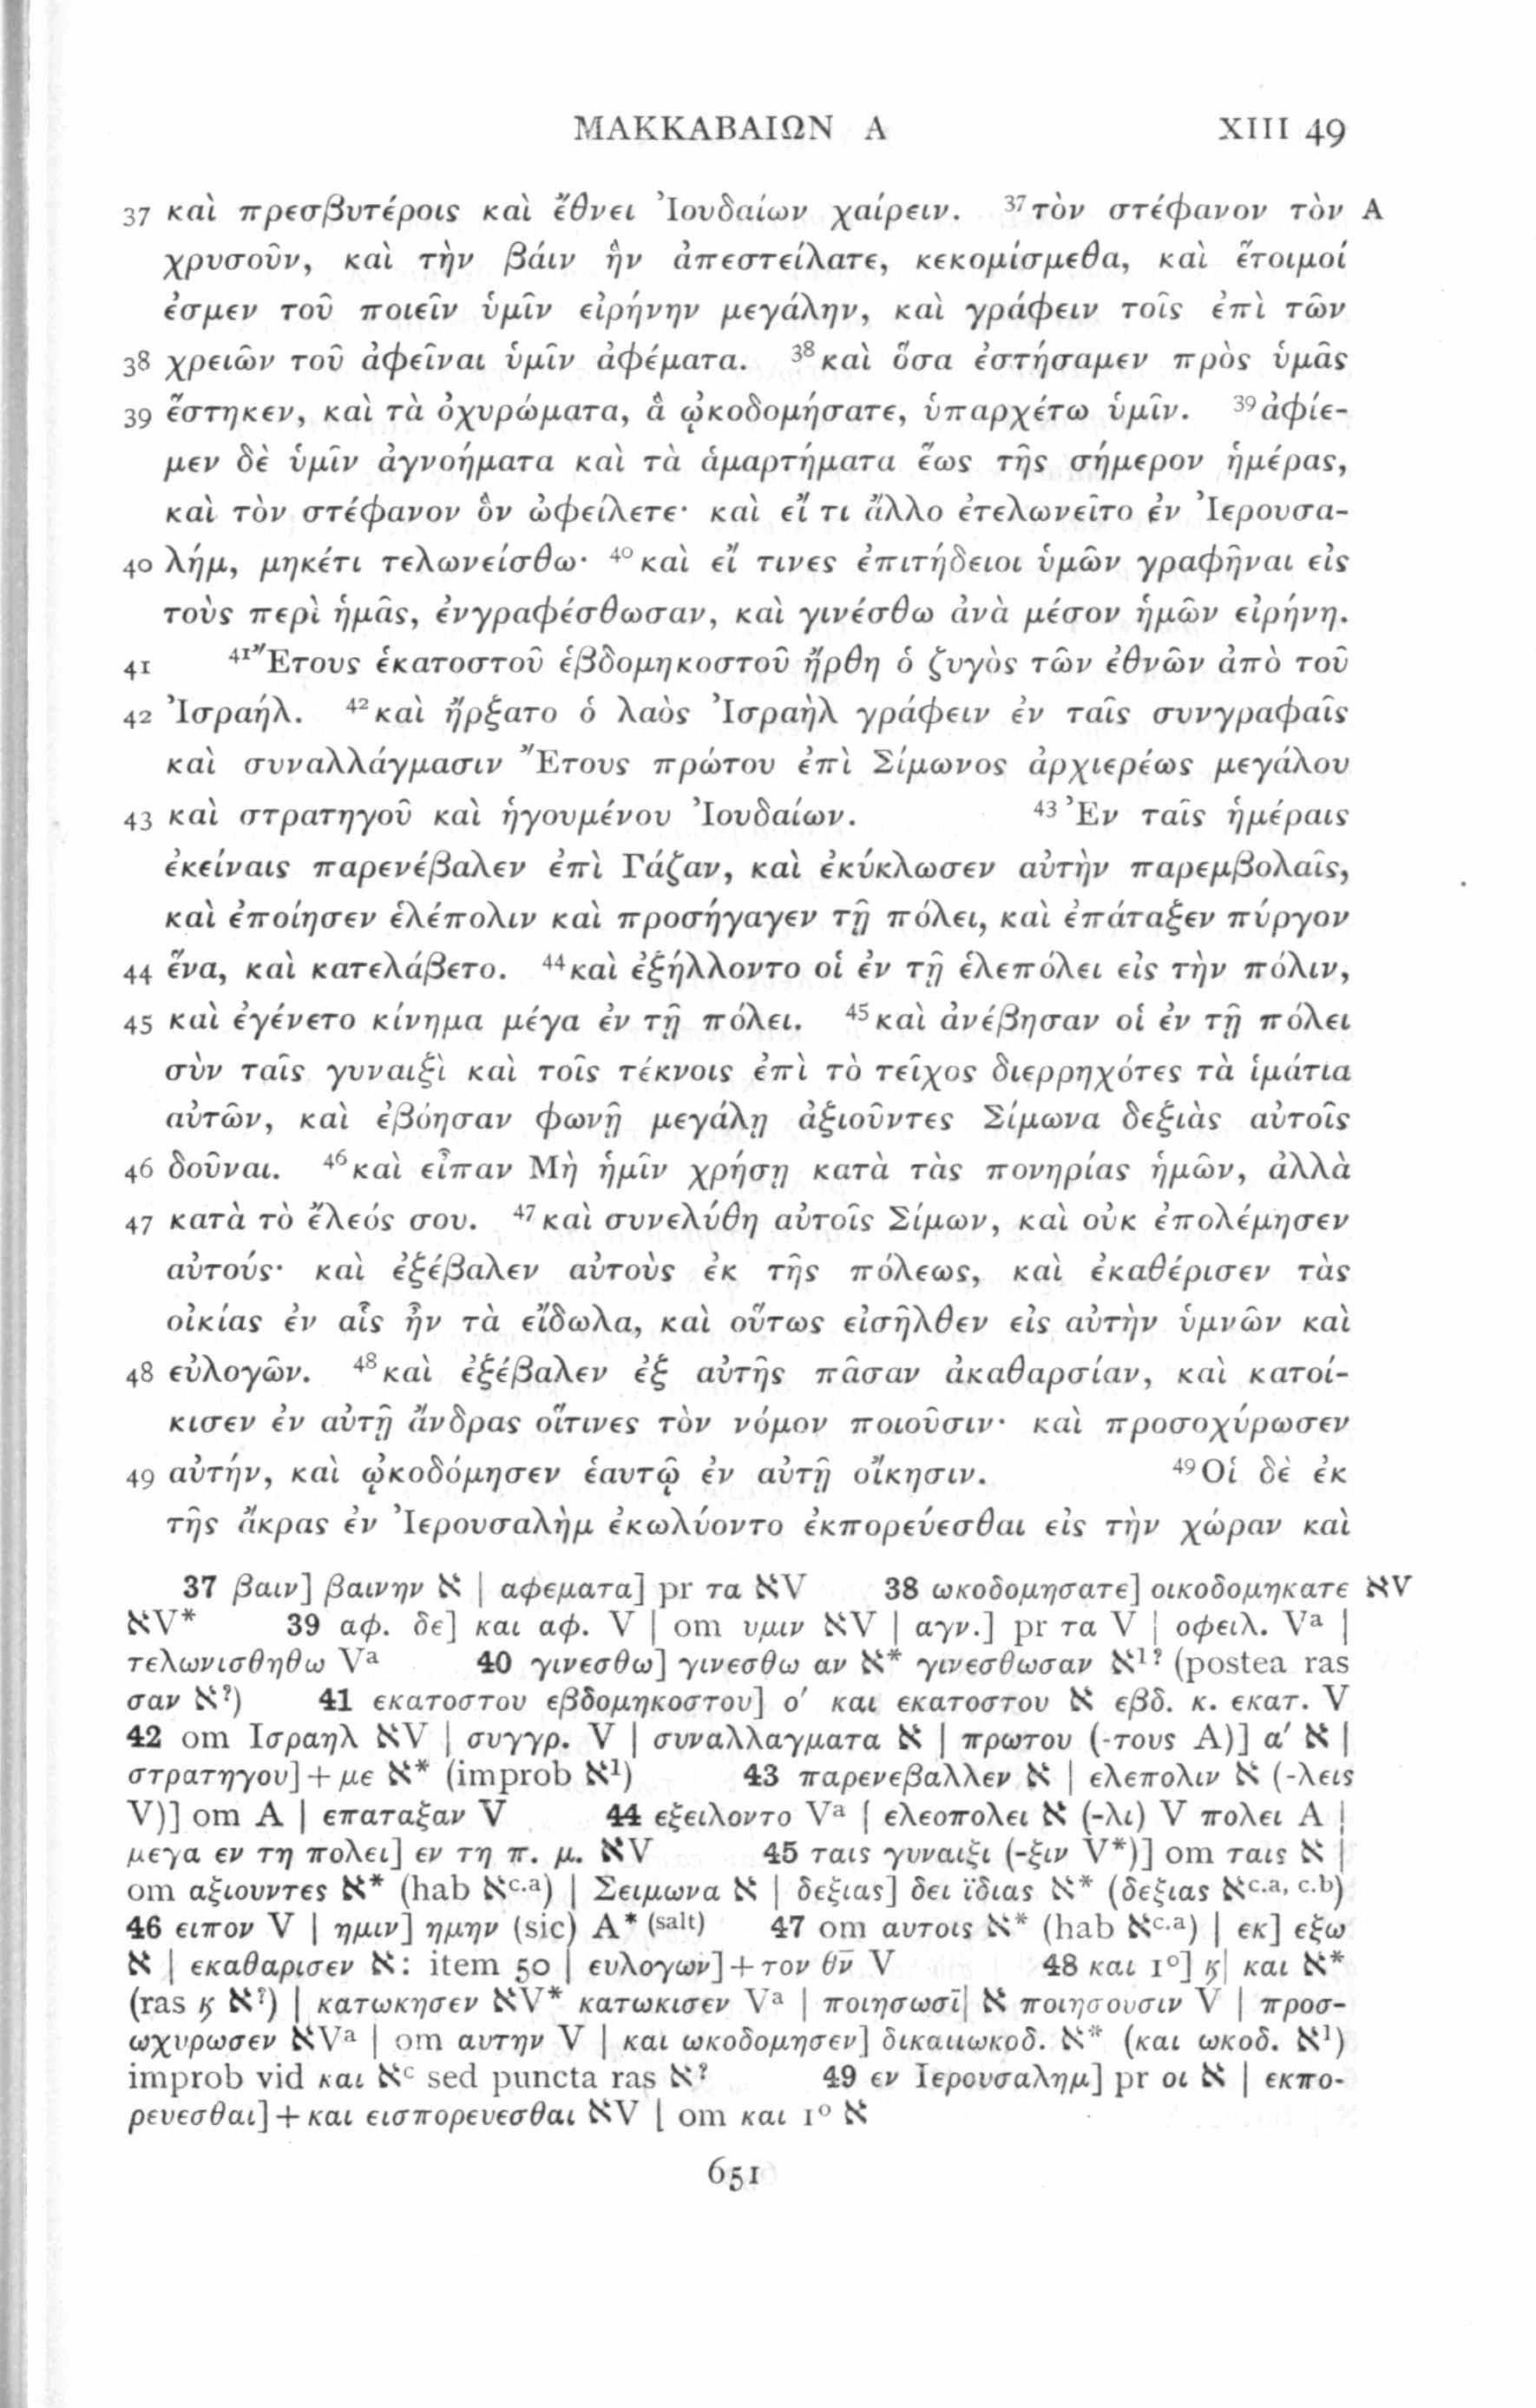 ΜΑΚΚΑΒΑΙΩΝ Α XIII 49
37 καὶ πρεσβυτέροις καὶ ἔθνει Ἰουδαίων χαίρειν. ³⁷τὸν στέφανον τὸν A
χρυσοῦν, καὶ τὴν βάιν ἣν ἀπεστείλατε, κεκομίσμεθα, καὶ ἕτοιμοί
ἐσμεν τοῦ ποιεῖν ὑμῖν εἰρήνην μεγάλην, καὶ γράφειν τοῖς ἐπὶ τῶν
38 χρειῶν τοῦ ἀφεῖναι ὑμῖν ἀφέματα. ³⁸καὶ ὅσα ἐστήσαμεν πρὸς ὑμᾶς
39 ἕστηκεν, καὶ τὰ ὀχυρώματα, ἃ ᾠκοδομήσατε, ὑπαρχέτω ὑμῖν. ³⁹ἀφίε-
μεν δὲ ὑμῖν ἀγνοήματα καὶ τὰ ἁμαρτήματα ἕως τῆς σήμερον ἡμέρας,
καὶ τὸν στέφανον ὃν ὠφείλετε· καὶ εἴ τι ἄλλο ἐτελωνεῖτο ἐν Ἰερουσα-
40 λήμ, μηκέτι τελωνείσθω· ⁴⁰καὶ εἴ τινες ἐπιτήδειοι ὑμῶν γραφῆναι εἰς
τοὺς περὶ ἡμᾶς, ἐνγραφέσθωσαν, καὶ γινέσθω ἀνὰ μέσον ἡμῶν εἰρήνη.
41 ⁴¹Ἔτους ἑκατοστοῦ ἑβδομηκοστοῦ ἤρθη ὁ ζυγὸς τῶν ἐθνῶν ἀπὸ τοῦ
42 Ἰσραήλ. ⁴²καὶ ἤρξατο ὁ λαὸς Ἰσραὴλ γράφειν ἐν ταῖς συνγραφαῖς
καὶ συναλλάγμασιν Ἔτους πρώτου ἐπὶ Σίμωνος ἀρχιερέως μεγάλου
43 καὶ στρατηγοῦ καὶ ἡγουμένου Ἰουδαίων. ⁴³Ἐν ταῖς ἡμέραις
ἐκείναις παρενέβαλεν ἐπὶ Γάζαν, καὶ ἐκύκλωσεν αὐτὴν παρεμβολαῖς,
καὶ ἐποίησεν ἑλέπολιν καὶ προσήγαγεν τῇ πόλει, καὶ ἐπάταξεν πύργον
44 ἕνα, καὶ κατελάβετο. ⁴⁴καὶ ἐξήλλοντο οἱ ἐν τῇ ἑλεπόλει εἰς τὴν πόλιν,
45 καὶ ἐγένετο κίνημα μέγα ἐν τῇ πόλει. ⁴⁵καὶ ἀνέβησαν οἱ ἐν τῇ πόλει
σὺν ταῖς γυναιξὶ καὶ τοῖς τέκνοις ἐπὶ τὸ τεῖχος διερρηχότες τὰ ἱμάτια
αὐτῶν, καὶ ἐβόησαν φωνῇ μεγάλῃ ἀξιοῦντες Σίμωνα δεξιὰς αὐτοῖς
46 δοῦναι. ⁴⁶καὶ εἶπαν Μὴ ἡμῖν χρήσῃ κατὰ τὰς πονηρίας ἡμῶν, ἀλλὰ
47 κατὰ τὸ ἔλεός σου. ⁴⁷καὶ συνελύθη αὐτοῖς Σίμων, καὶ οὐκ ἐπολέμησεν
αὐτούς· καὶ ἐξέβαλεν αὐτοὺς ἐκ τῆς πόλεως, καὶ ἐκαθέρισεν τὰς
οἰκίας ἐν αἷς ἦν τὰ εἴδωλα, καὶ οὕτως εἰσῆλθεν εἰς αὐτὴν ὑμνῶν καὶ
48 εὐλογῶν. ⁴⁸καὶ ἐξέβαλεν ἐξ αὐτῆς πᾶσαν ἀκαθαρσίαν, καὶ κατοί-
κισεν ἐν αὐτῇ ἄνδρας οἵτινες τὸν νόμον ποιοῦσιν· καὶ προσοχύρωσεν
49 αὐτήν, καὶ ᾠκοδόμησεν ἑαυτῷ ἐν αὐτῇ οἴκησιν. ⁴⁹Οἱ δὲ ἐκ
τῆς ἄκρας ἐν Ἰερουσαλὴμ ἐκωλύοντο ἐκπορεύεσθαι εἰς τὴν χώραν καὶ
37 βαιν] βαινην א | αφεματα] pr τα אV 38 ωκοδομησατε] οικοδομηκατε אV
אV* 39 αφ. δε] και αφ. V | om υμιν אV | αγν.] pr τα V | οφειλ. Vᵃ |
τελωνισθηθω Vᵃ 40 γινεσθω] γινεσθω αν א* γινεσθωσαν א¹ˀ (postea ras
σαν אˀ) 41 εκατοστου εβδομηκοστου] ο′ και εκατοστου א εβδ. κ. εκατ. V
42 om Ισραηλ אV | συγγρ. V | συναλλαγματα א | πρωτου (-τους A)] α′ א |
στρατηγου] + με א* (improb א¹) 43 παρενεβαλλεν א | ελεπολιν א (-λεις
V)] om A | επαταξαν V 44 εξειλοντο Vᵃ | ελεοπολει א (-λι) V πολει A |
μεγα εν τη πολει] εν τη π. μ. אV 45 ταις γυναιξι (-ξιν V*)] om ταις א |
om αξιουντες א* (hab אᶜ·ᵃ) | Σειμωνα א | δεξιας] δει ϊδιας א* (δεξιας אᶜ·ᵃ, ᶜ·ᵇ)
46 ειπον V | ημιν] ημην (sic) A* (salt) 47 om αυτοις א* (hab אᶜ·ᵃ) | εκ] εξω
א | εκαθαρισεν א: item 50 | ευλογων] + τον θν̄ V 48 και 1°] ϗ| και א*
(ras ϗ אˀ) | κατωκησεν אV* κατωκισεν Vᵃ | ποιησωσῑ| א ποιησουσιν V | προσ-
ωχυρωσεν אVᵃ | om αυτην V | και ωκοδομησεν] δικαιωκοδ. א* (και ωκοδ. א¹)
improb vid και אᶜ sed puncta ras אˀ 49 εν Ιερουσαλημ] pr οι א | εκπο-
ρευεσθαι] + και εισπορευεσθαι אV | om και 1° א
651